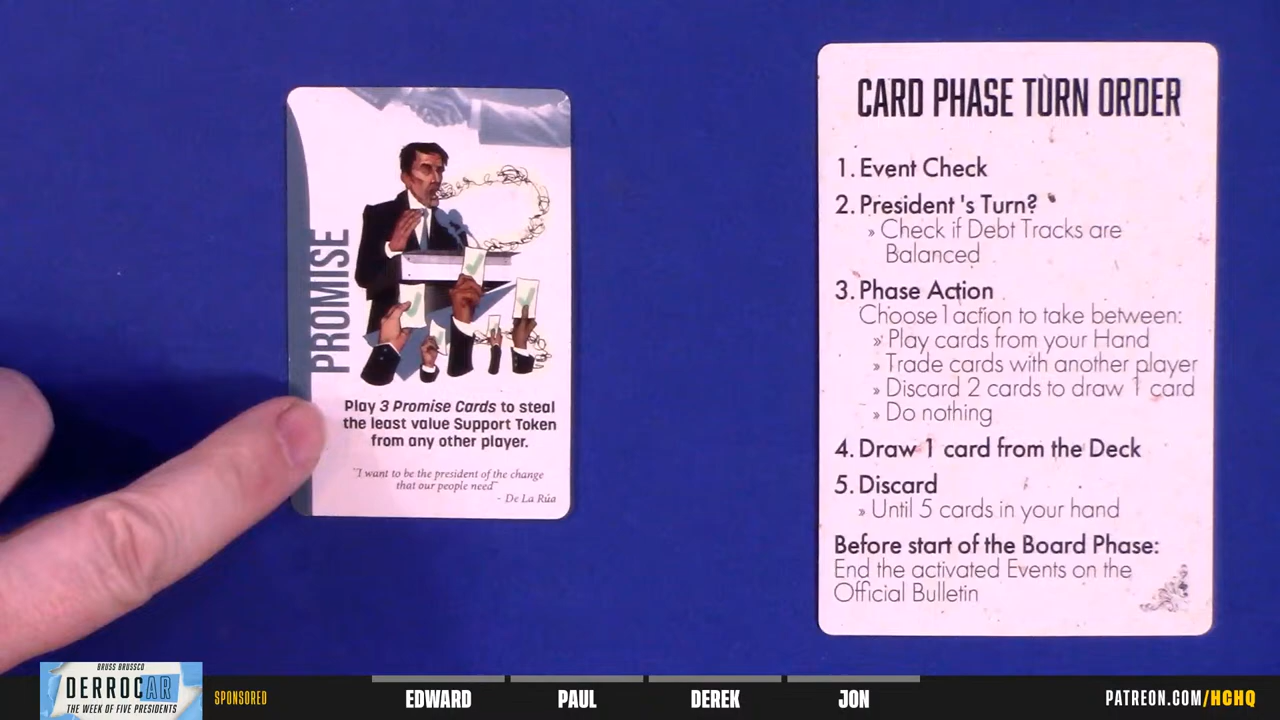 PROMISE
Play 3 Promise Cards to steal
the least value Support Token
from any other player.
"I want to be the president of the change
that our people need"
- De La Rúa
CARD PHASE TURN ORDER
1. Event Check
2. President 's Turn?
» Check if Debt Tracks are
Balanced
3. Phase Action
Choose 1 action to take between:
» Play cards from your Hand
» Trade cards with another player
» Discard 2 cards to draw 1 card
» Do nothing
4. Draw 1 card from the Deck
5. Discard
» Until 5 cards in your hand
Before start of the Board Phase:
End the activated Events on the
Official Bulletin
BRUSS BRUSSCO
DERROCAR
THE WEEK OF FIVE PRESIDENTS
SPONSORED
EDWARD
PAUL
DEREK
JON
PATREON.COM/HCHQ